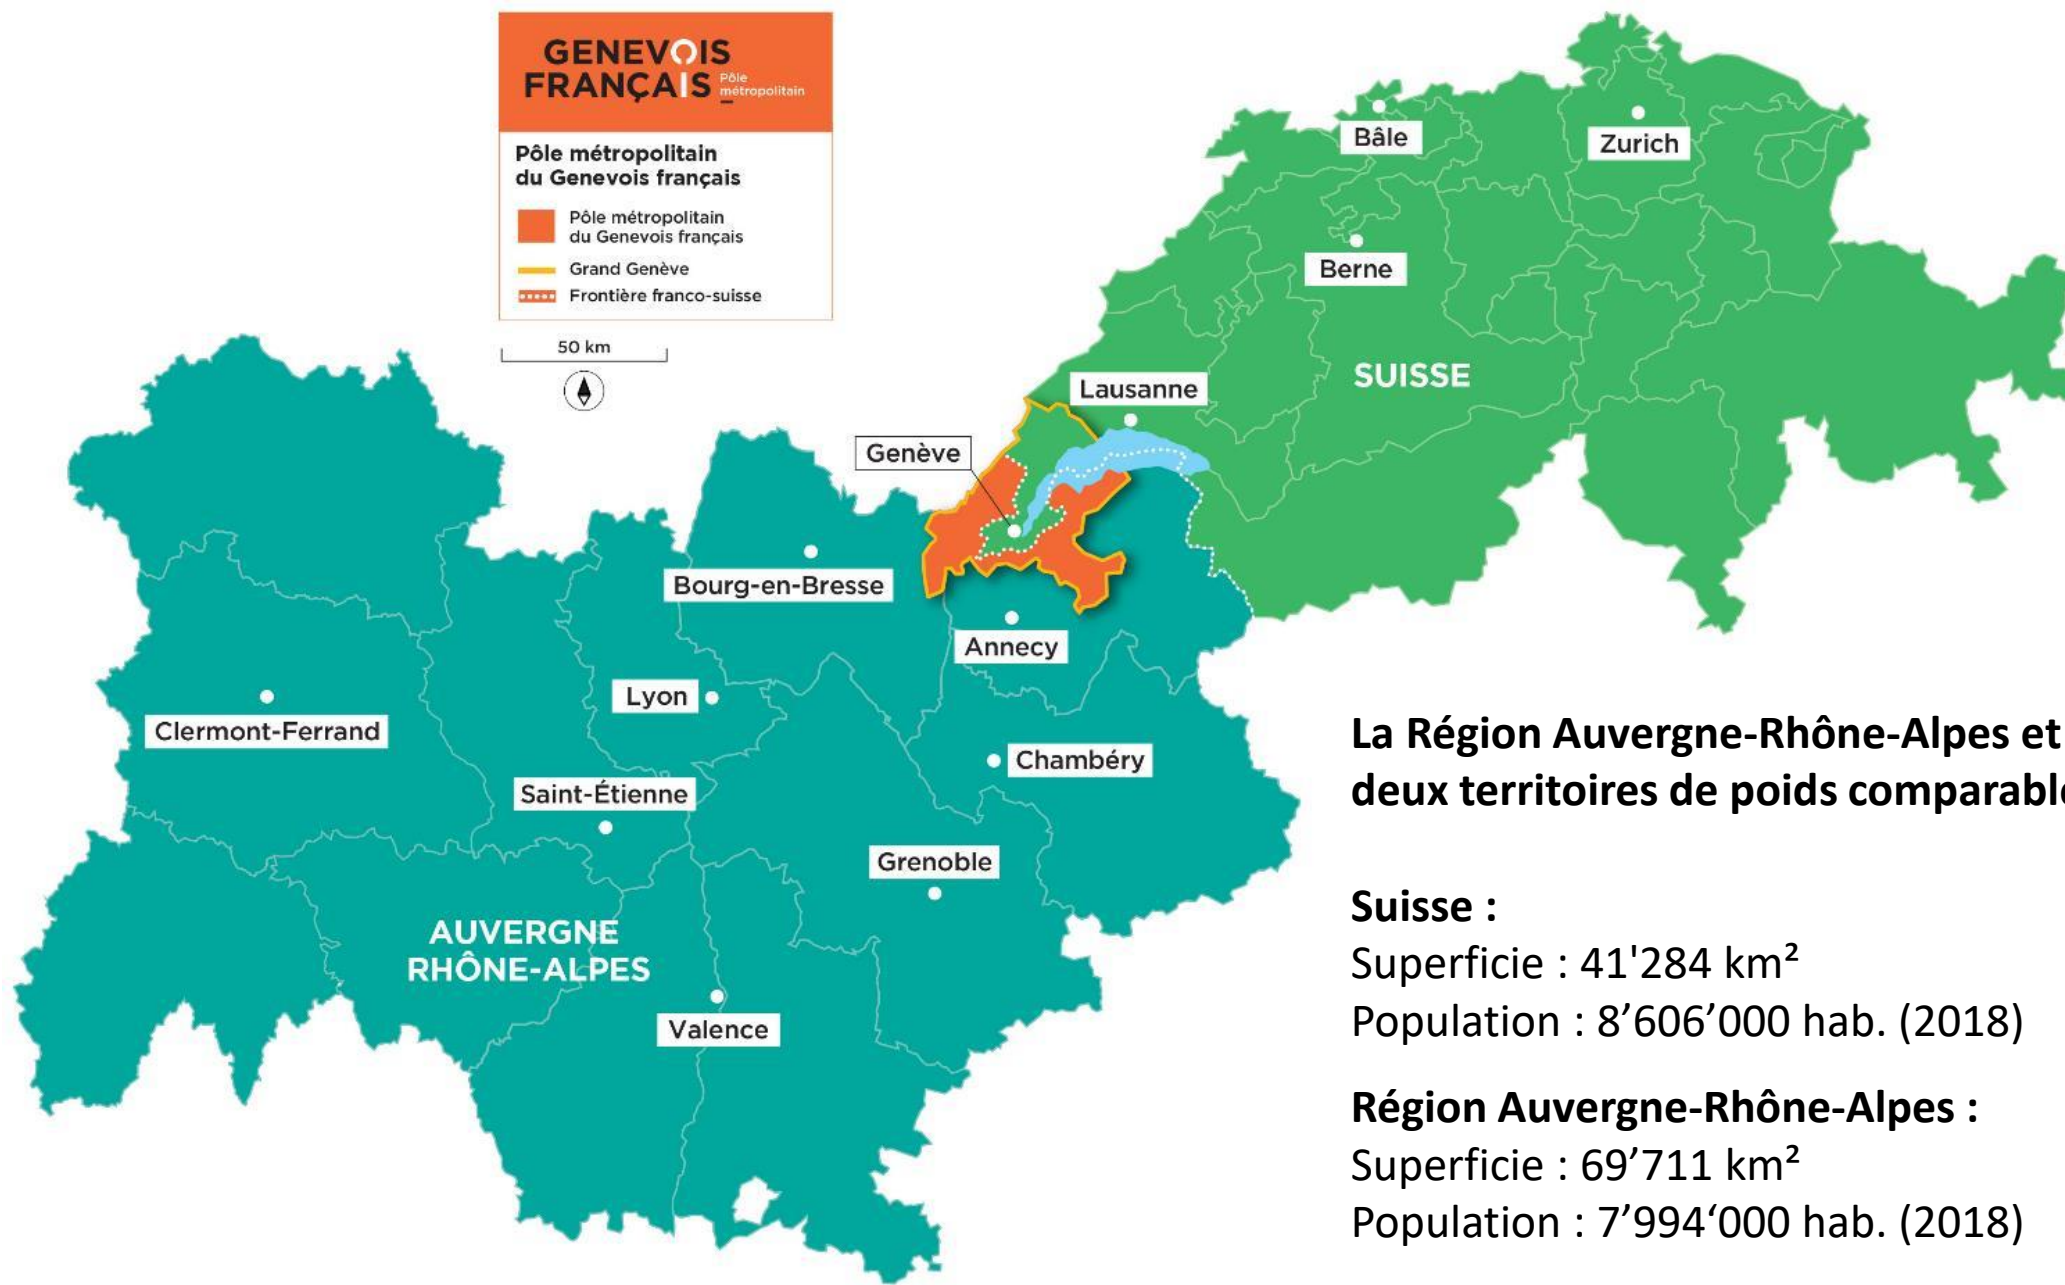 GENEVOIS
FRANÇAIS Pôle
métropolitain
Pôle métropolitain
du Genevois français
Pôle métropolitain
du Genevois français
Grand Genève
Frontière franco-suisse
50 km
Bâle
Zurich
Berne
SUISSE
Lausanne
Genève
Bourg-en-Bresse
Annecy
Lyon
Clermont-Ferrand
Chambéry
Saint-Étienne
Grenoble
AUVERGNE
RHÔNE-ALPES
Valence
La Région Auvergne-Rhône-Alpes et
deux territoires de poids
Suisse :
Superficie : 41'284 km²
Population : 8’606’000 hab. (2018)
Région Auvergne-Rhône-Alpes :
Superficie : 69’711 km²
Population : 7’994‘000 hab. (2018)